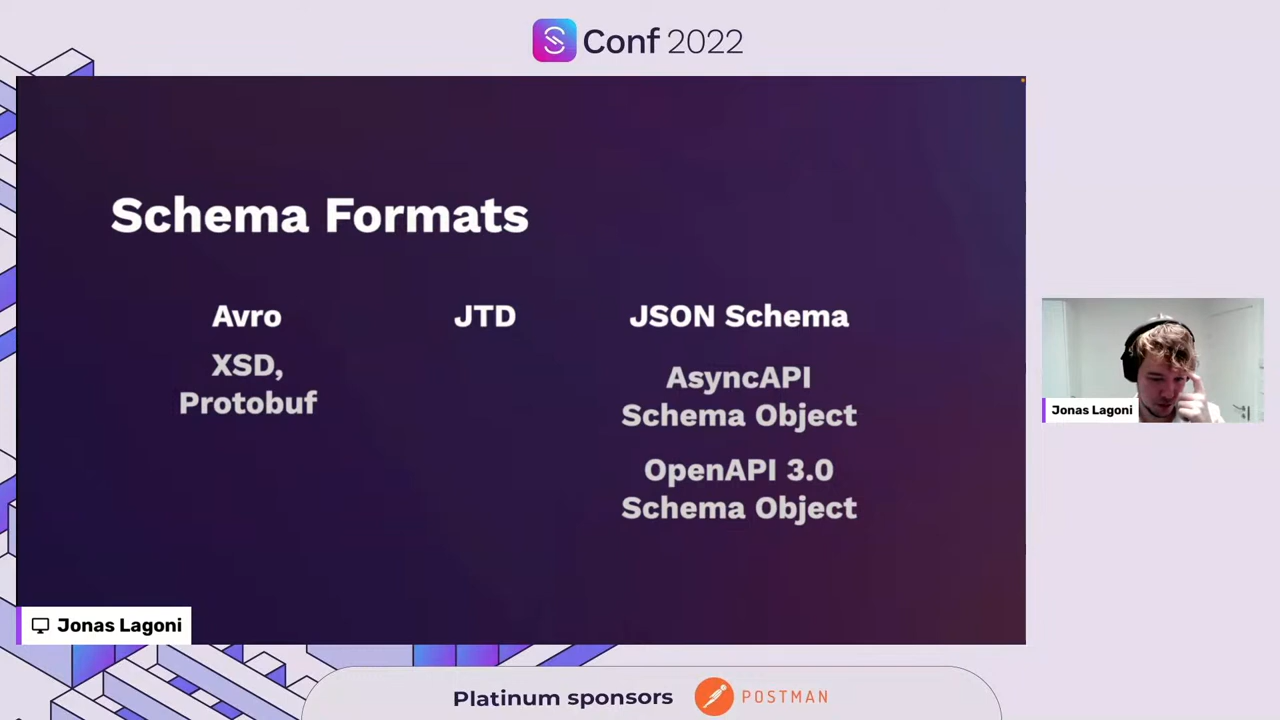 Conf 2022
Schema Formats
Avro
XSD,
Protobuf
JTD
JSON Schema
AsyncAPI
Schema Object
OpenAPI 3.0
Schema Object
Jonas Lagoni
Jonas Lagoni
Platinum sponsors
POSTMAN